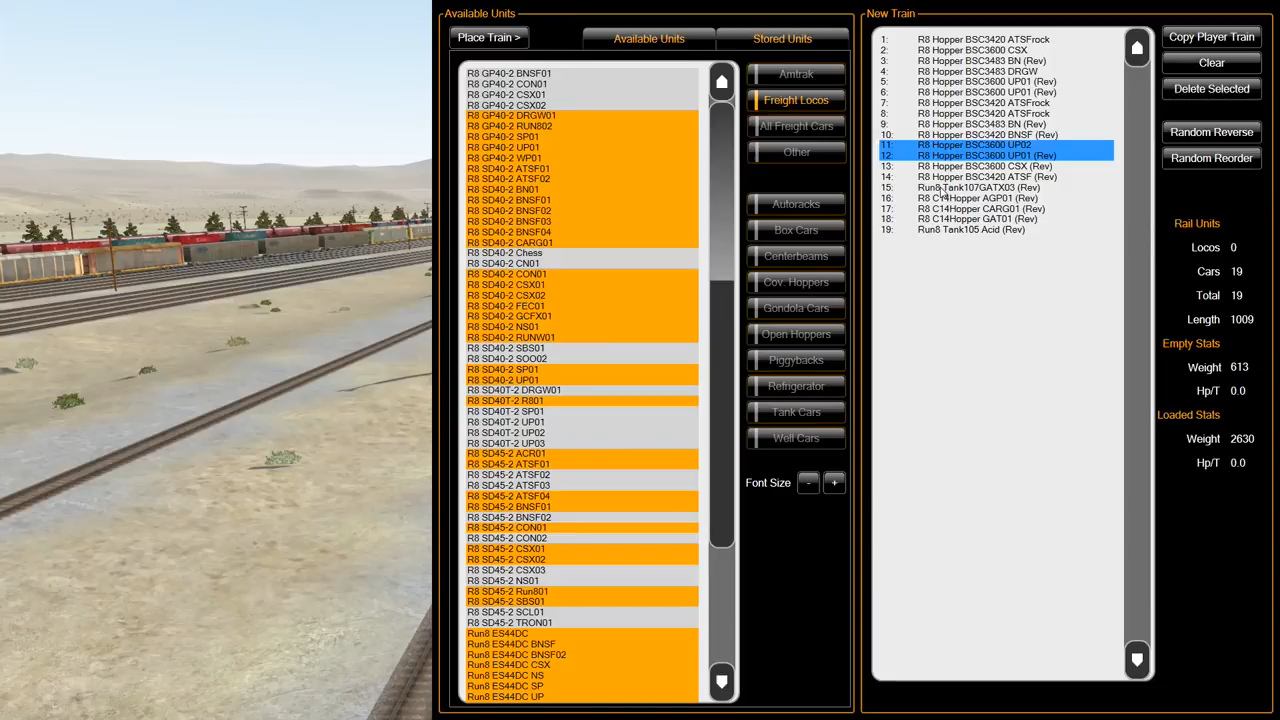 Available Units
Place Train >
Available Units
Stored Units
R8 GP40-2 BNSF01
R8 GP40-2 CON01
R8 GP40-2 CSX01
R8 GP40-2 CSX02
R8 GP40-2 DRGW01
R8 GP40-2 RUN802
R8 GP40-2 SP01
R8 GP40-2 UP01
R8 GP40-2 WP01
R8 SD40-2 ATSF01
R8 SD40-2 ATSF02
R8 SD40-2 BN01
R8 SD40-2 BNSF01
R8 SD40-2 BNSF02
R8 SD40-2 BNSF03
R8 SD40-2 BNSF04
R8 SD40-2 CARG01
R8 SD40-2 Chess
R8 SD40-2 CN01
R8 SD40-2 CON01
R8 SD40-2 CSX01
R8 SD40-2 CSX02
R8 SD40-2 FEC01
R8 SD40-2 GCFX01
R8 SD40-2 NS01
R8 SD40-2 RUNW01
R8 SD40-2 SBS01
R8 SD40-2 SOO02
R8 SD40-2 SP01
R8 SD40-2 UP01
R8 SD40T-2 DRGW01
R8 SD40T-2 R801
R8 SD40T-2 SP01
R8 SD40T-2 UP01
R8 SD40T-2 UP02
R8 SD40T-2 UP03
R8 SD45-2 ACR01
R8 SD45-2 ATSF01
R8 SD45-2 ATSF02
R8 SD45-2 ATSF03
R8 SD45-2 ATSF04
R8 SD45-2 BNSF01
R8 SD45-2 BNSF02
R8 SD45-2 CON01
R8 SD45-2 CON02
R8 SD45-2 CSX01
R8 SD45-2 CSX02
R8 SD45-2 CSX03
R8 SD45-2 NS01
R8 SD45-2 Run801
R8 SD45-2 SBS01
R8 SD45-2 SCL01
R8 SD45-2 TRON01
Run8 ES44DC
Run8 ES44DC BNSF
Run8 ES44DC BNSF02
Run8 ES44DC CSX
Run8 ES44DC NS
Run8 ES44DC SP
Run8 ES44DC UP
Amtrak
Freight Locos
All Freight Cars
Other
Autoracks
Box Cars
Centerbeams
Cov. Hoppers
Gondola Cars
Open Hoppers
Piggybacks
Refrigerator
Tank Cars
Well Cars
Font Size - +
New Train
1: R8 Hopper BSC3420 ATSFrock
2: R8 Hopper BSC3600 CSX
3: R8 Hopper BSC3483 BN (Rev)
4: R8 Hopper BSC3483 DRGW
5: R8 Hopper BSC3600 UP01 (Rev)
6: R8 Hopper BSC3600 UP01 (Rev)
7: R8 Hopper BSC3420 ATSFrock
8: R8 Hopper BSC3420 ATSFrock
9: R8 Hopper BSC3483 BN (Rev)
10: R8 Hopper BSC3420 BNSF (Rev)
11: R8 Hopper BSC3600 UP02
12: R8 Hopper BSC3600 UP01 (Rev)
13: R8 Hopper BSC3600 CSX (Rev)
14: R8 Hopper BSC3420 ATSF (Rev)
15: Run8 Tank107GATX03 (Rev)
16: R8 C14Hopper AGP01 (Rev)
17: R8 C14Hopper CARG01 (Rev)
18: R8 C14Hopper GAT01 (Rev)
19: Run8 Tank105 Acid (Rev)
Copy Player Train
Clear
Delete Selected
Random Reverse
Random Reorder
Rail Units
Locos 0
Cars 19
Total 19
Length 1009
Empty Stats
Weight 613
Hp/T 0.0
Loaded Stats
Weight 2630
Hp/T 0.0